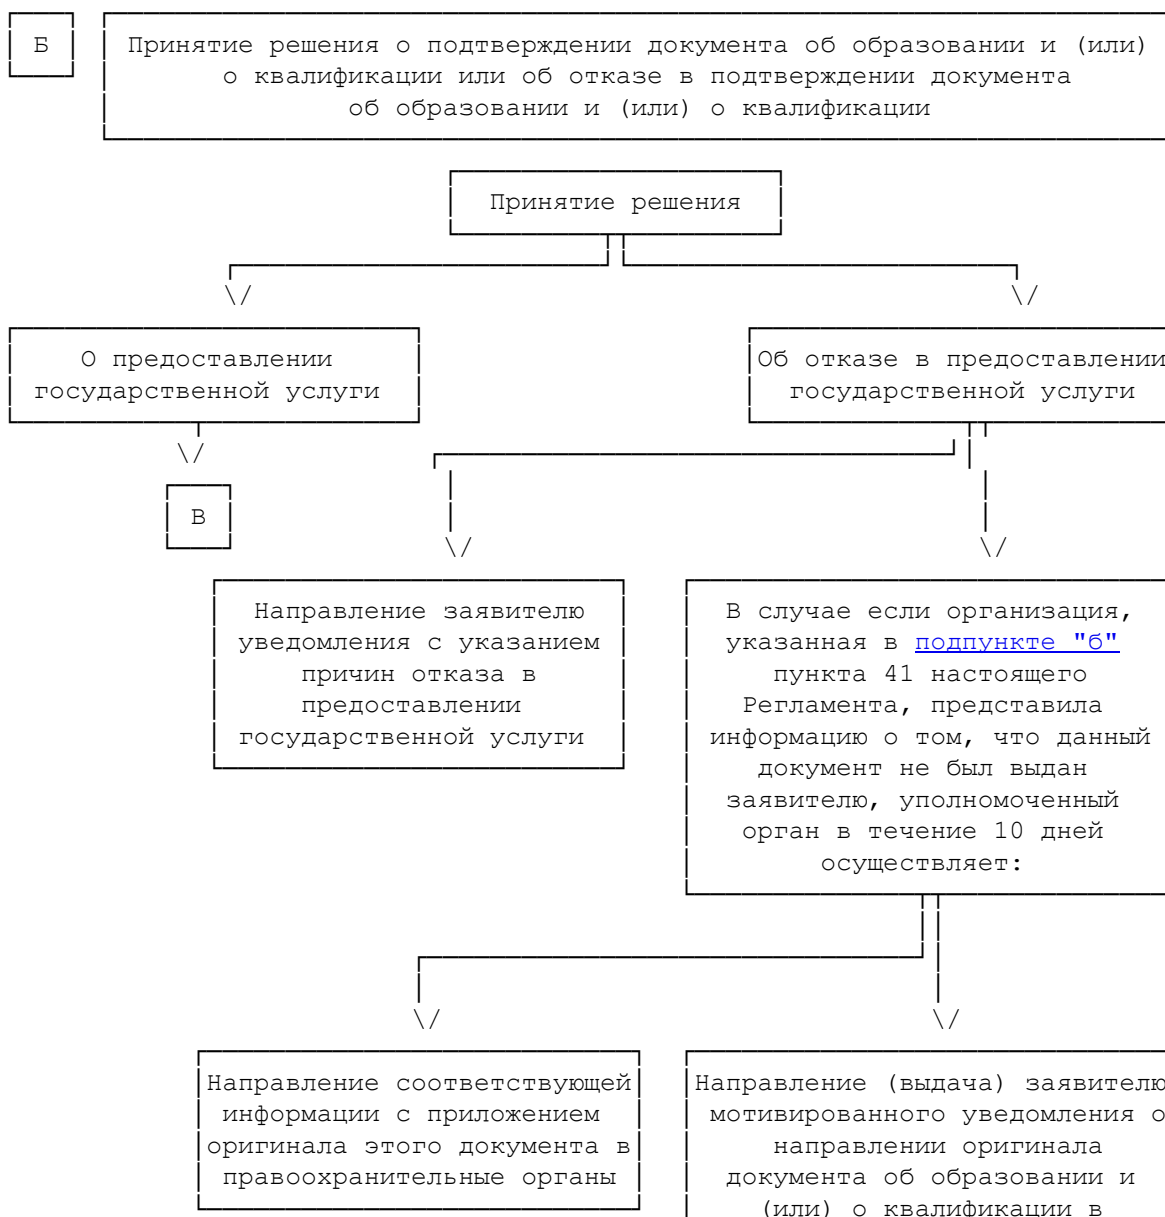 Б
Принятие решения о подтверждении документа об образовании и (или)
о квалификации или об отказе в подтверждении документа
об образовании и (или) о квалификации
Принятие решения
О предоставлении
государственной услуги
Об отказе в предоставлении
государственной услуги
В
Направление заявителю
уведомления с указанием
причин отказа в
предоставлении
государственной услуги
В случае если организация,
указанная в подпункте "б"
пункта 41 настоящего
Регламента, представила
информацию о том, что данный
документ не был выдан
заявителю, уполномоченный
орган в течение 10 дней
осуществляет:
Направление соответствующей
информации с приложением
оригинала этого документа в
правоохранительные органы
Направление (выдача) заявителю
мотивированного уведомления о
направлении оригинала
документа об образовании и
(или) о квалификации в